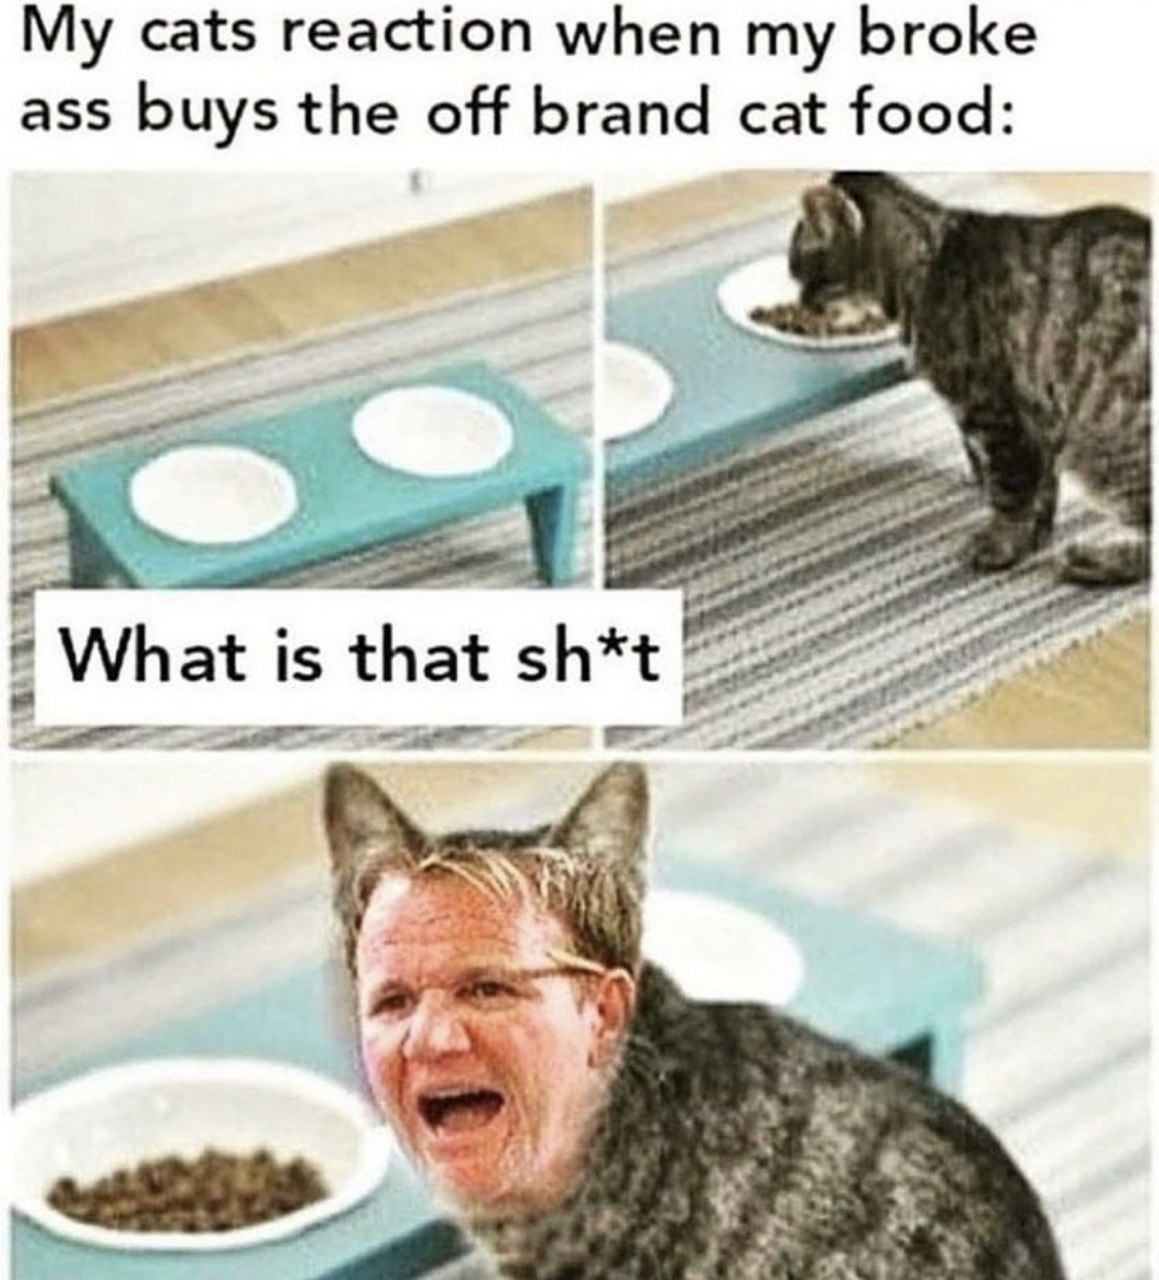 My cats reaction when my broke
ass buys the off brand cat food:
What is that sh*t